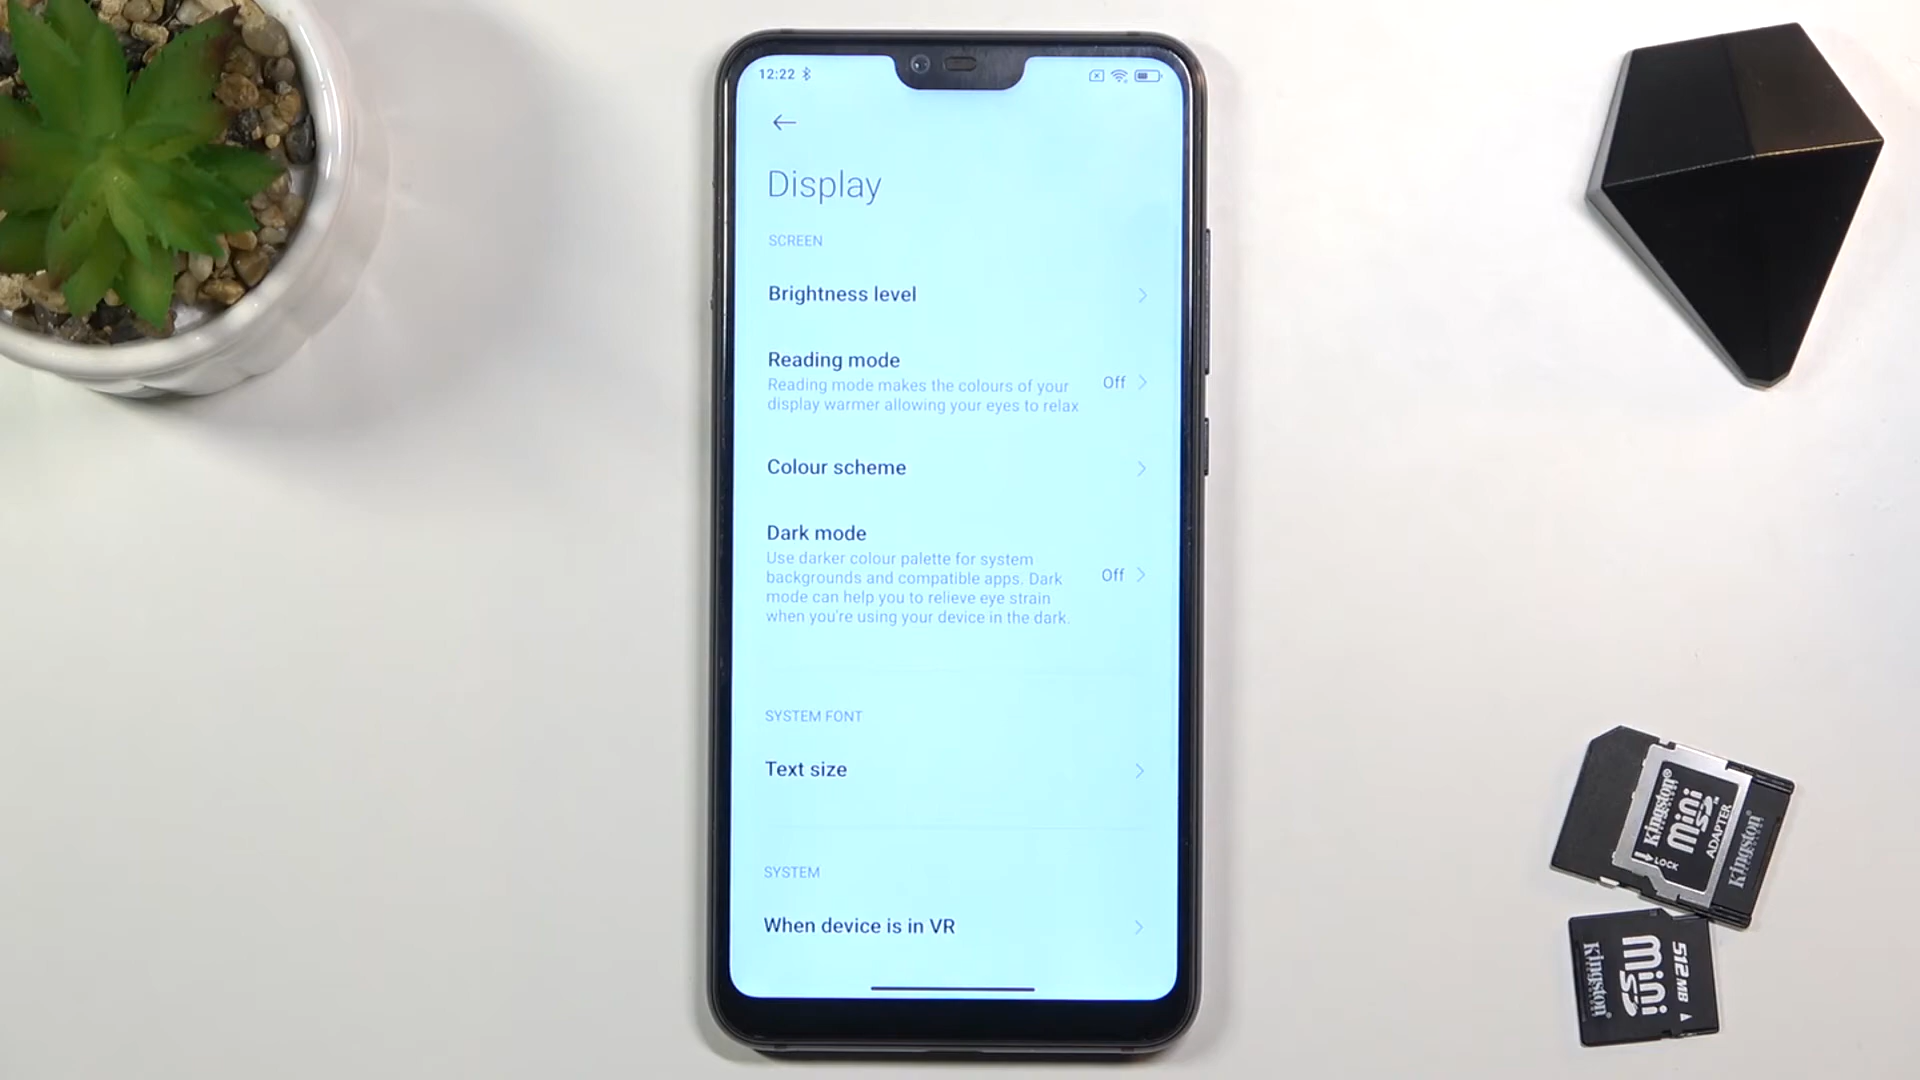 12:22
Display
SCREEN
Brightness level
Reading mode
Reading mode makes the colours of your
display warmer allowing your eyes to relax
Off
Colour scheme
Dark mode
Use darker colour palette for system
backgrounds and compatible apps. Dark
mode can help you to relieve eye strain
when you're using your device in the dark.
Off
SYSTEM FONT
Text size
SYSTEM
When device is in VR
Kingston®
mini
SD
ADAPTER
LOCK
Kingston
512MB
mini
SD
Kingston